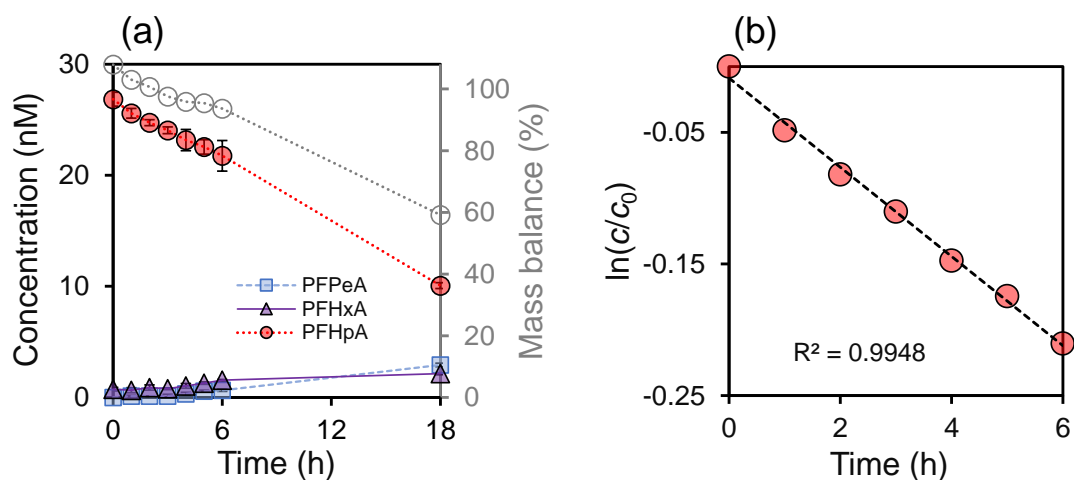 (a)
30
20
10
0
Concentration (nM)
0
6
12
18
Time (h)
100
80
60
40
20
0
Mass balance (%)
PFPeA
PFHxA
PFHpA
(b)
-0.05
-0.15
-0.25
ln(c/c₀)
R² = 0.9948
0
2
4
6
Time (h)